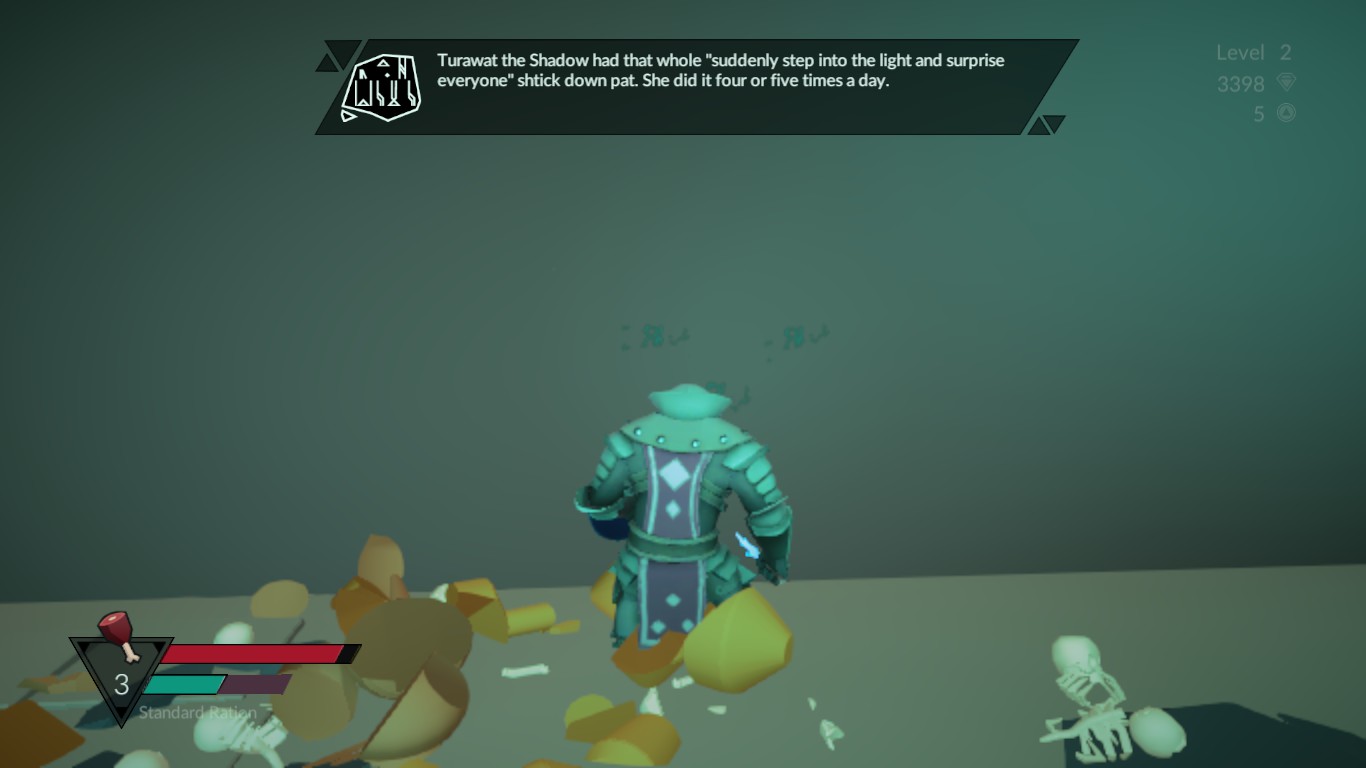 Turawat the Shadow had that whole "suddenly step into the light and surprise
everyone" shtick down pat. She did it four or five times a day.
Level 2
3398
5
3
Standard Ration